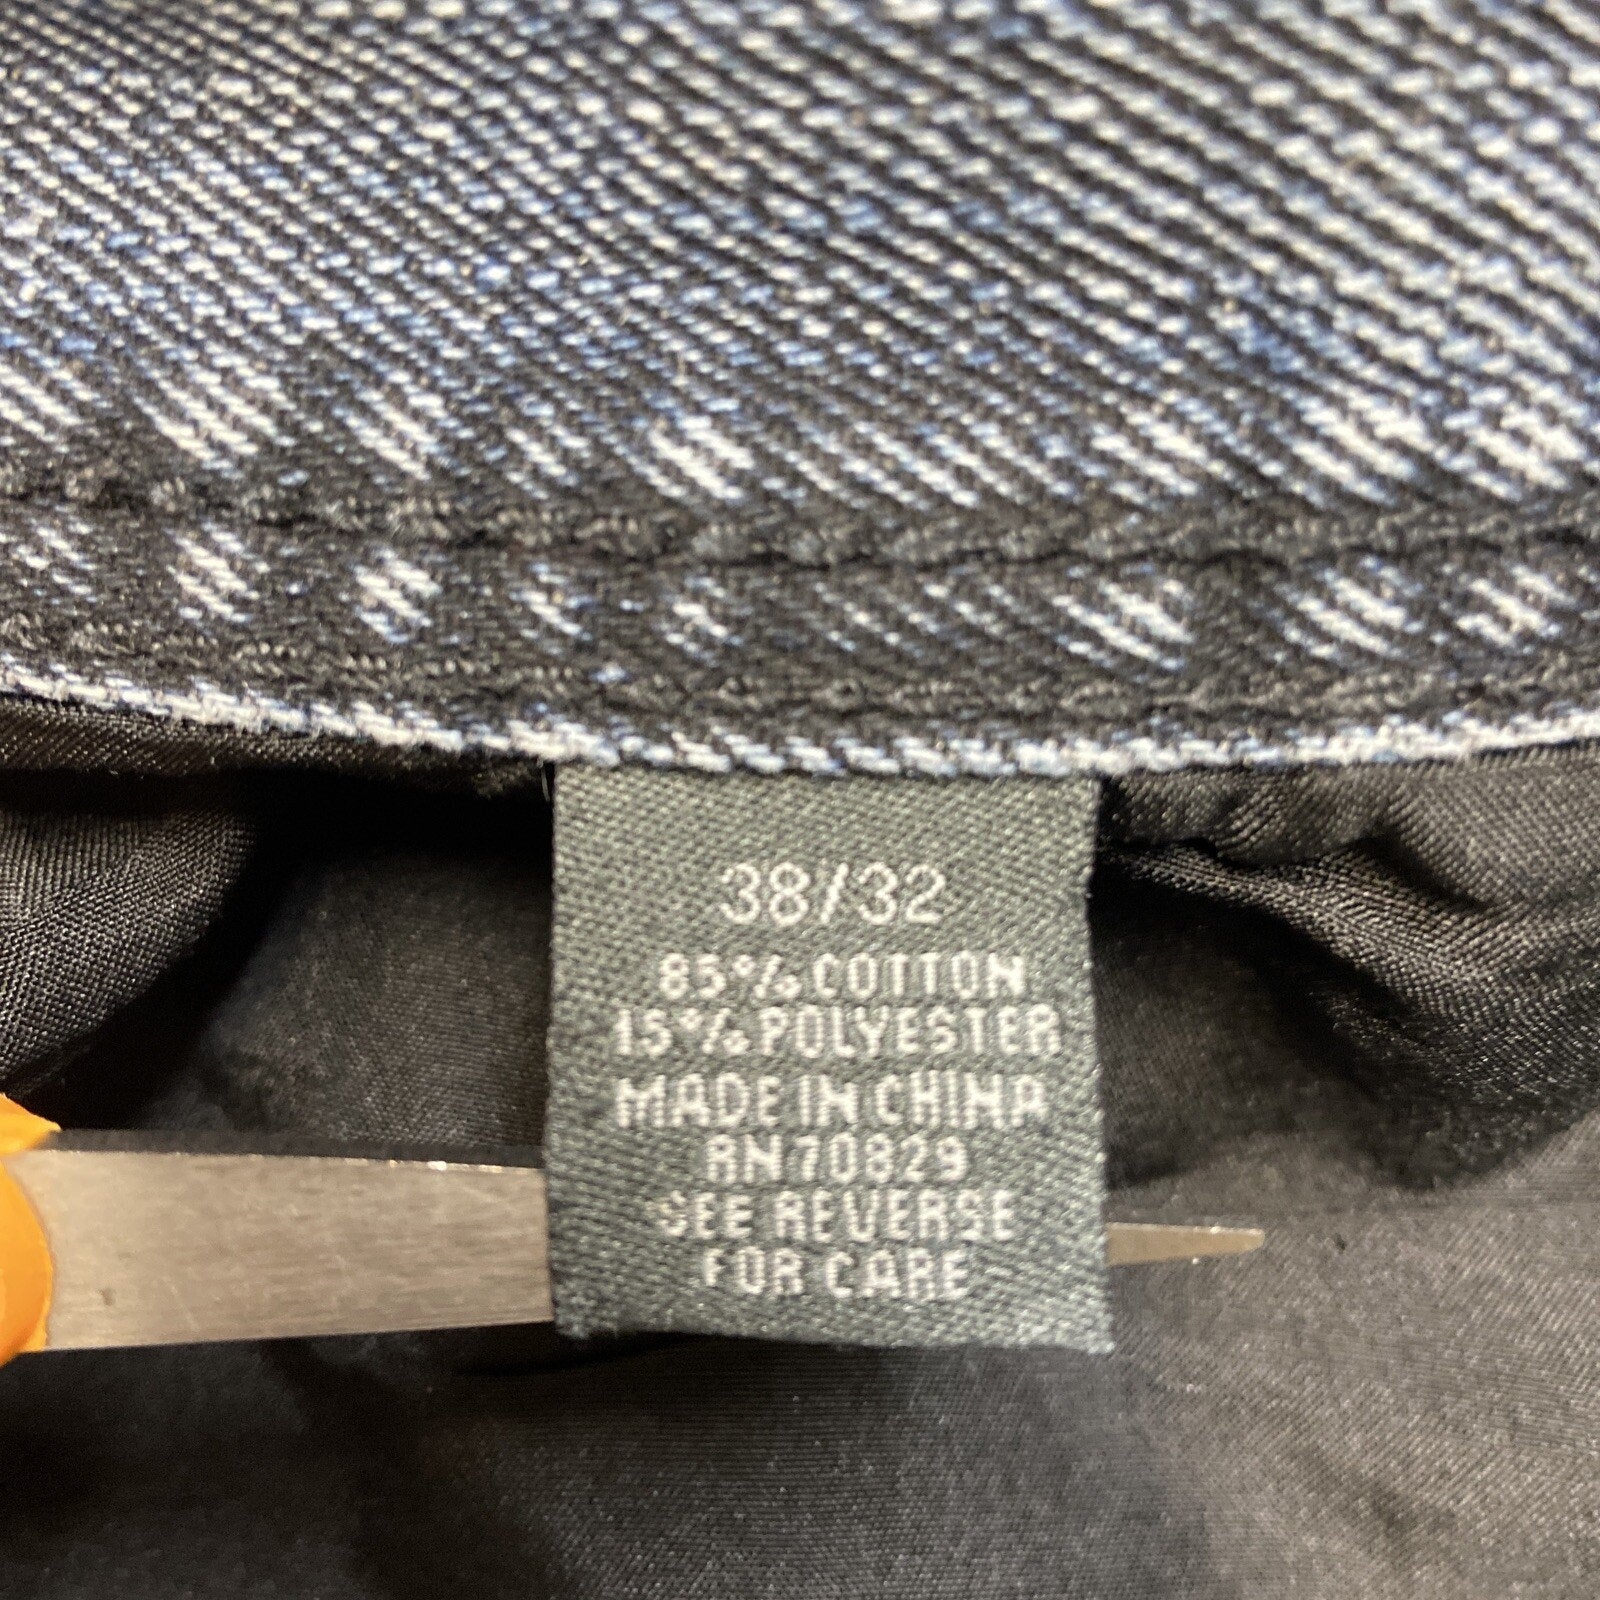 38/32
85% COTTON
15% POLYESTER
MADE IN CHINA
RN 70829
SEE REVERSE
FOR CARE